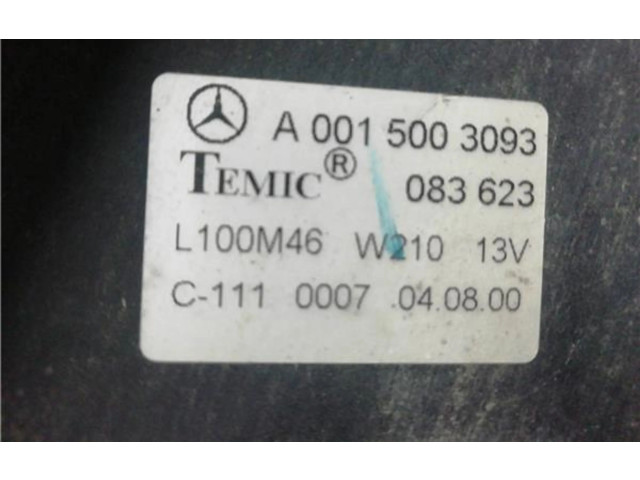 A 001 500 3093
TEMIC® 083 623
L100M46 W210 13V
C-111 0007 .04.08.00